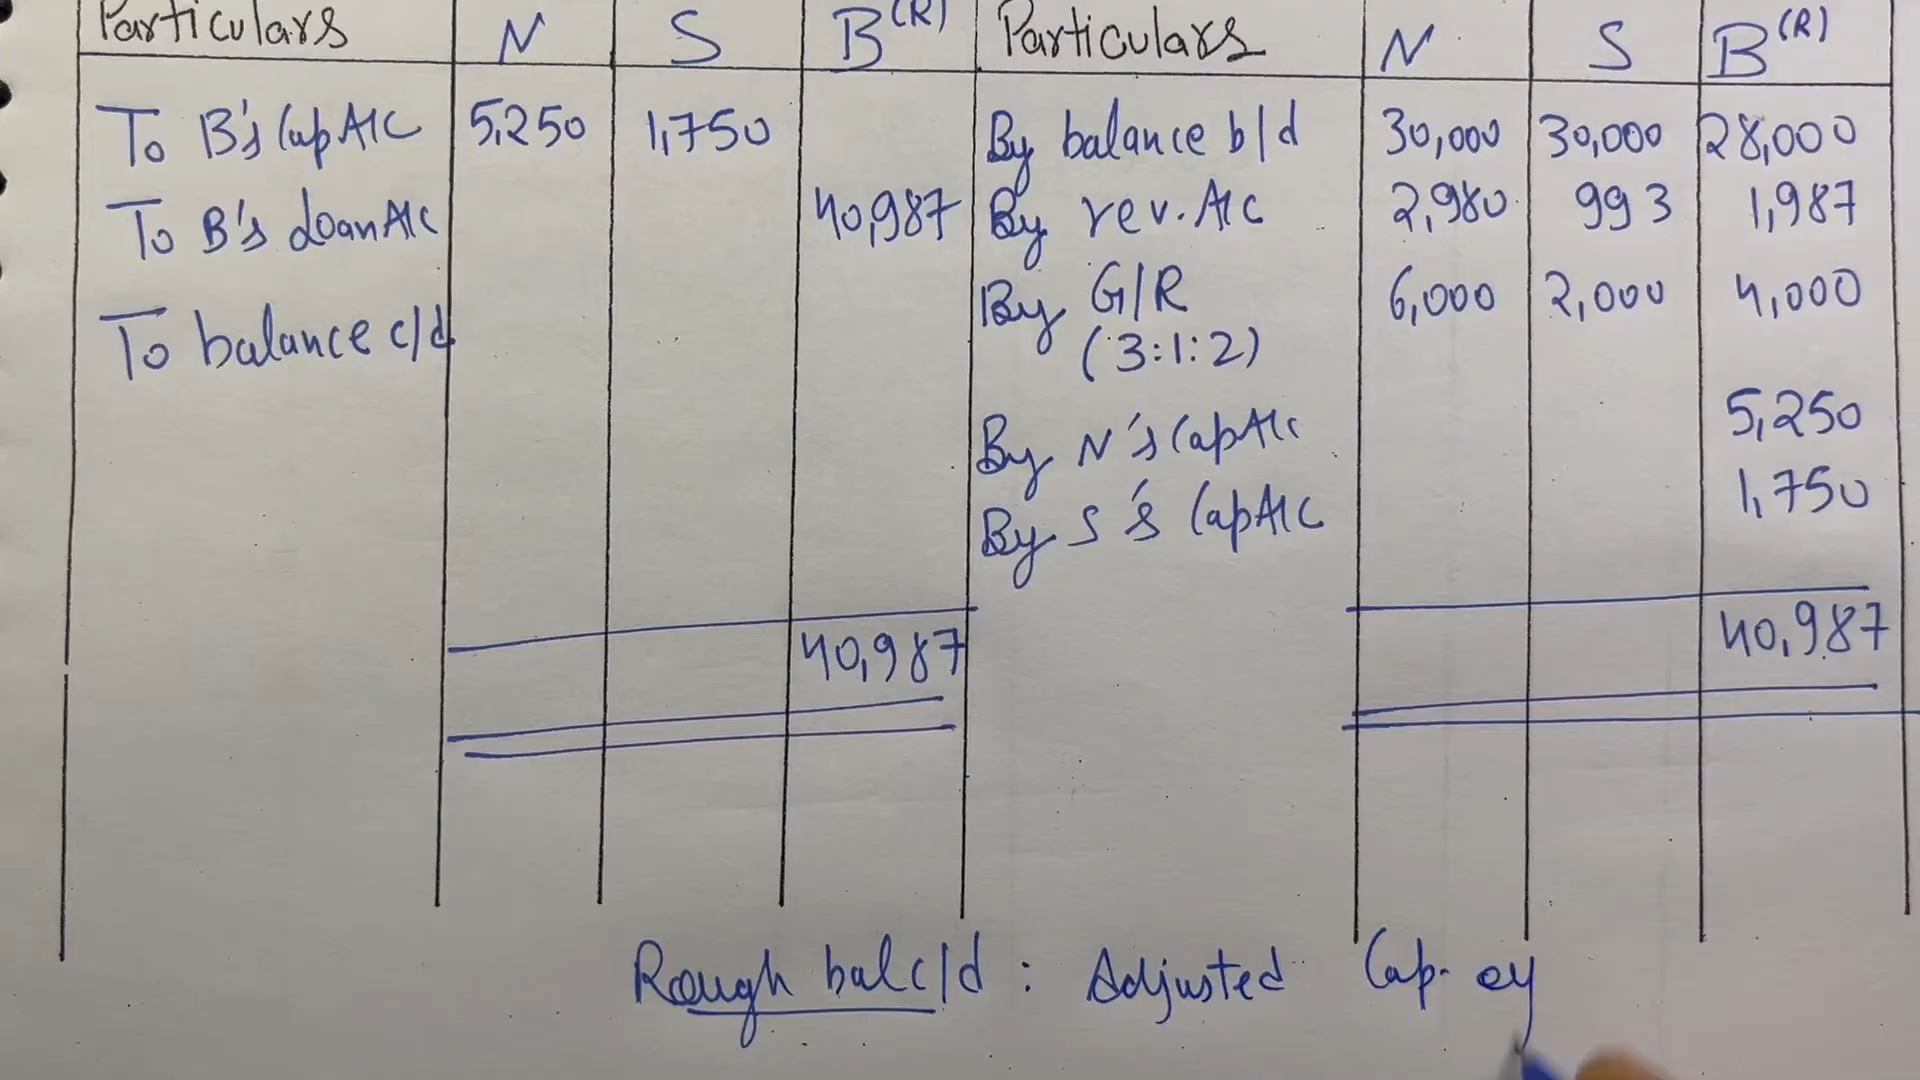 Particulars N S B (R) Particulars N S B (R)
To B's Cap A/C 5,250 1,750 By balance b/d 30,000 30,000 28,000
To B's Loan A/C 40,987 By rev. A/C 2,980 993 1,987
To balance c/d By G/R 6,000 2,000 4,000
(3:1:2)
By N's Cap A/C 5,250
By S's Cap A/C 1,750
40,987 40,987
Rough bal c/d : Adjusted Cap. of